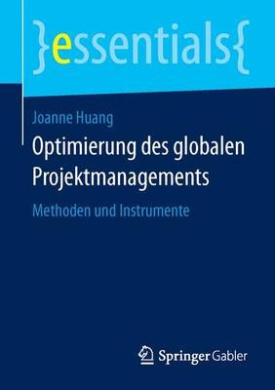 }essentials{
Joanne Huang
Optimierung des globalen
Projektmanagements
Methoden und Instrumente
Springer Gabler